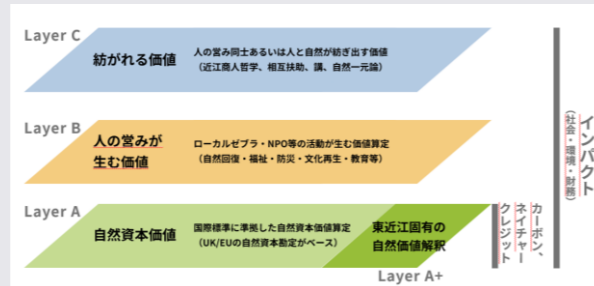 Layer C
紡がれる価値
人の営み同士あるいは人と自然が紡ぎ出す価値
（近江商人哲学、相互扶助、講、自然一元論）
Layer B
人の営みが
生む価値
ローカルゼブラ・NPO等の活動が生む価値算定
（自然回復・福祉・防災・文化再生・教育等）
Layer A
自然資本価値
国際標準に準拠した自然資本価値算定
（UK/EUの自然資本勘定がベース）
東近江固有の
自然価値解釈
Layer A+
カーボン、
ネイチャー
クレジット
インパクト
（社会・環境・財務）